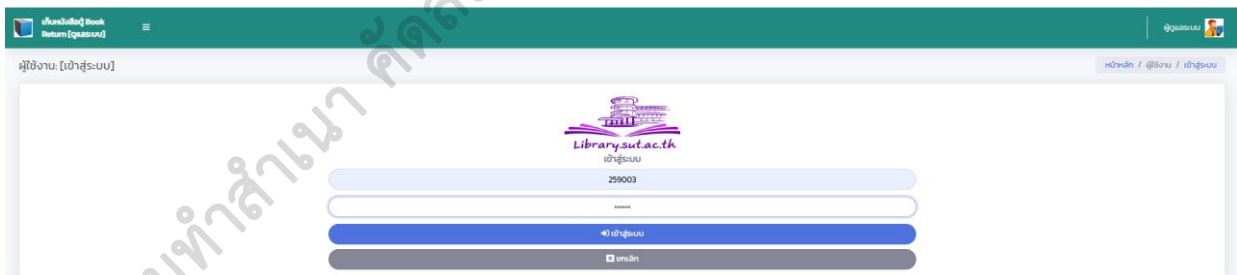 เก็บหนังสือตู้ Book
Return [ดูแลระบบ]
ผู้ดูแลระบบ
ผู้ใช้งาน: [เข้าสู่ระบบ]
หน้าหลัก / ผู้ใช้งาน / เข้าสู่ระบบ
Library.sut.ac.th
เข้าสู่ระบบ
259003
เข้าสู่ระบบ
ยกเลิก